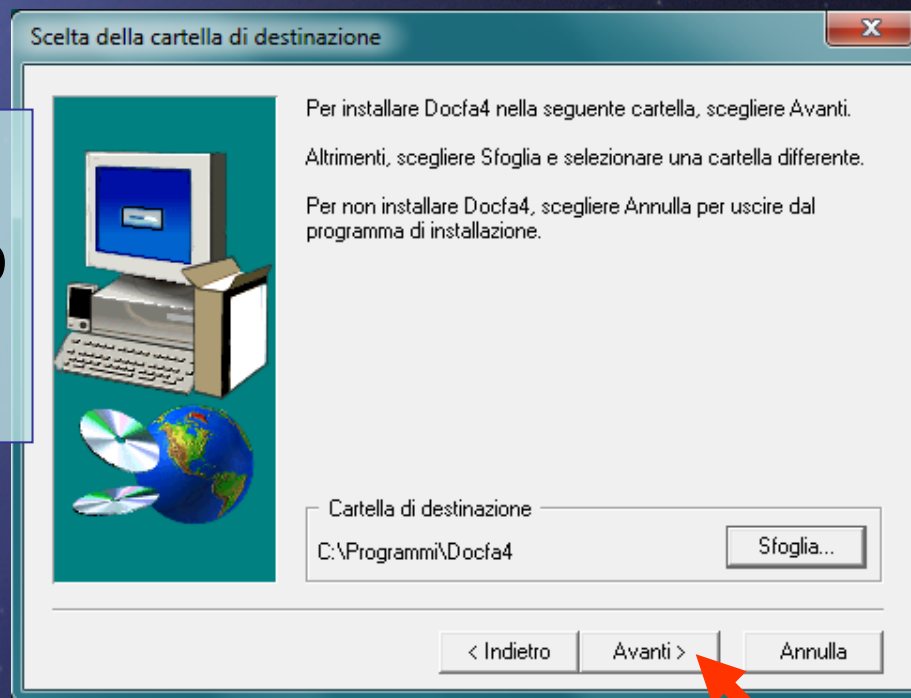 Scelta della cartella di destinazione
Per installare Docfa4 nella seguente cartella, scegliere Avanti.
Altrimenti, scegliere Sfoglia e selezionare una cartella differente.
Per non installare Docfa4, scegliere Annulla per uscire dal
programma di installazione.
Cartella di destinazione
C:\Programmi\Docfa4
Sfoglia...
< Indietro
Avanti >
Annulla